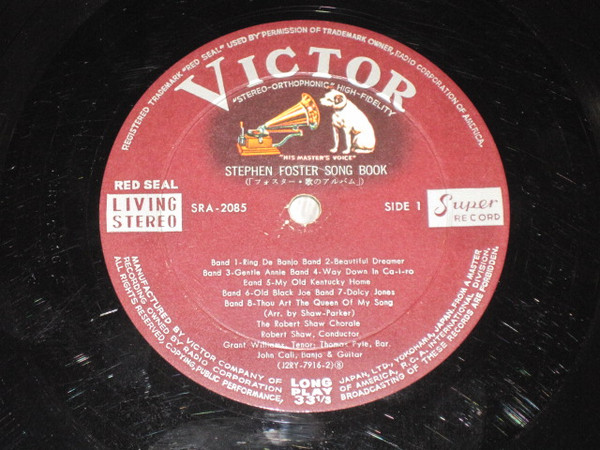 REGISTERED TRADEMARK "RED SEAL" USED BY PERMISSION OF TRADEMARK OWNER, RADIO CORPORATION OF AMERICA.
VICTOR
"STEREO-ORTHOPHONIC" HIGH-FIDELITY
"HIS MASTER'S VOICE"
STEPHEN FOSTER SONG BOOK
(「フォスター・歌のアルバム」)
RED SEAL
LIVING STEREO
SRA-2085
SIDE 1
Super RECORD
Band 1-Ring De Banjo Band 2-Beautiful Dreamer
Band 3-Gentle Annie Band 4-Way Down In Ca-i-ro
Band 5-My Old Kentucky Home
Band 6-Old Black Joe Band 7-Dolcy Jones
Band 8-Thou Art The Queen Of My Song
(Arr. by Shaw-Parker)
The Robert Shaw Chorale
Robert Shaw, Conductor
Grant Williams, Tenor; Thomas Pyle, Bar.
John Cali, Banjo & Guitar
(J2RY-7916-2)Ⓑ
LONG PLAY 33 1/3
MANUFACTURED BY VICTOR COMPANY OF JAPAN, LTD., YOKOHAMA, JAPAN-FROM A MASTER
RECORDING OWNED BY RADIO CORPORATION OF AMERICA, R.C.A. INTERNATIONAL DIVISION.
ALL RIGHTS RESERVED, COPYING, PUBLIC PERFORMANCE, BROADCASTING OF THESE RECORDS ARE FORBIDDEN.